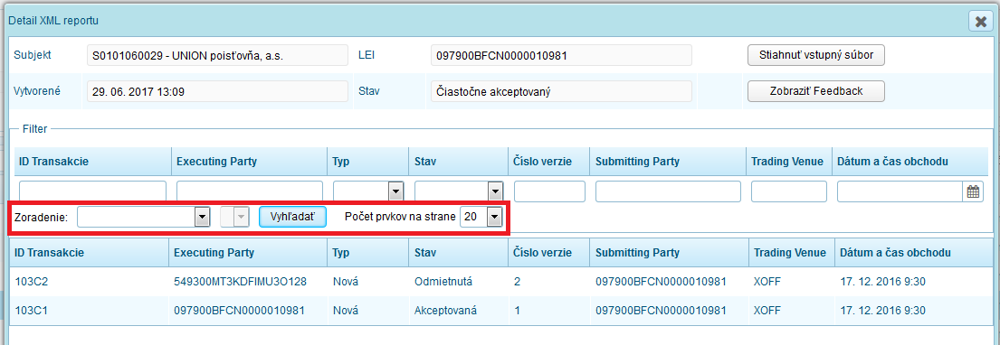 Detail XML reportu
Subjekt S0101060029 - UNION poisťovňa, a.s. LEI 097900BFCN0000010981 Stiahnuť vstupný súbor
Vytvorené 29. 06. 2017 13:09 Stav Čiastočne akceptovaný Zobraziť Feedback
Filter
ID Transakcie Executing Party Typ Stav Číslo verzie Submitting Party Trading Venue Dátum a čas obchodu
Zoradenie: Vyhľadať Počet prvkov na strane 20
ID Transakcie Executing Party Typ Stav Číslo verzie Submitting Party Trading Venue Dátum a čas obchodu
103C2 549300MT3KDFIMU3O128 Nová Odmietnutá 2 097900BFCN0000010981 XOFF 17. 12. 2016 9:30
103C1 097900BFCN0000010981 Nová Akceptovaná 1 097900BFCN0000010981 XOFF 17. 12. 2016 9:30